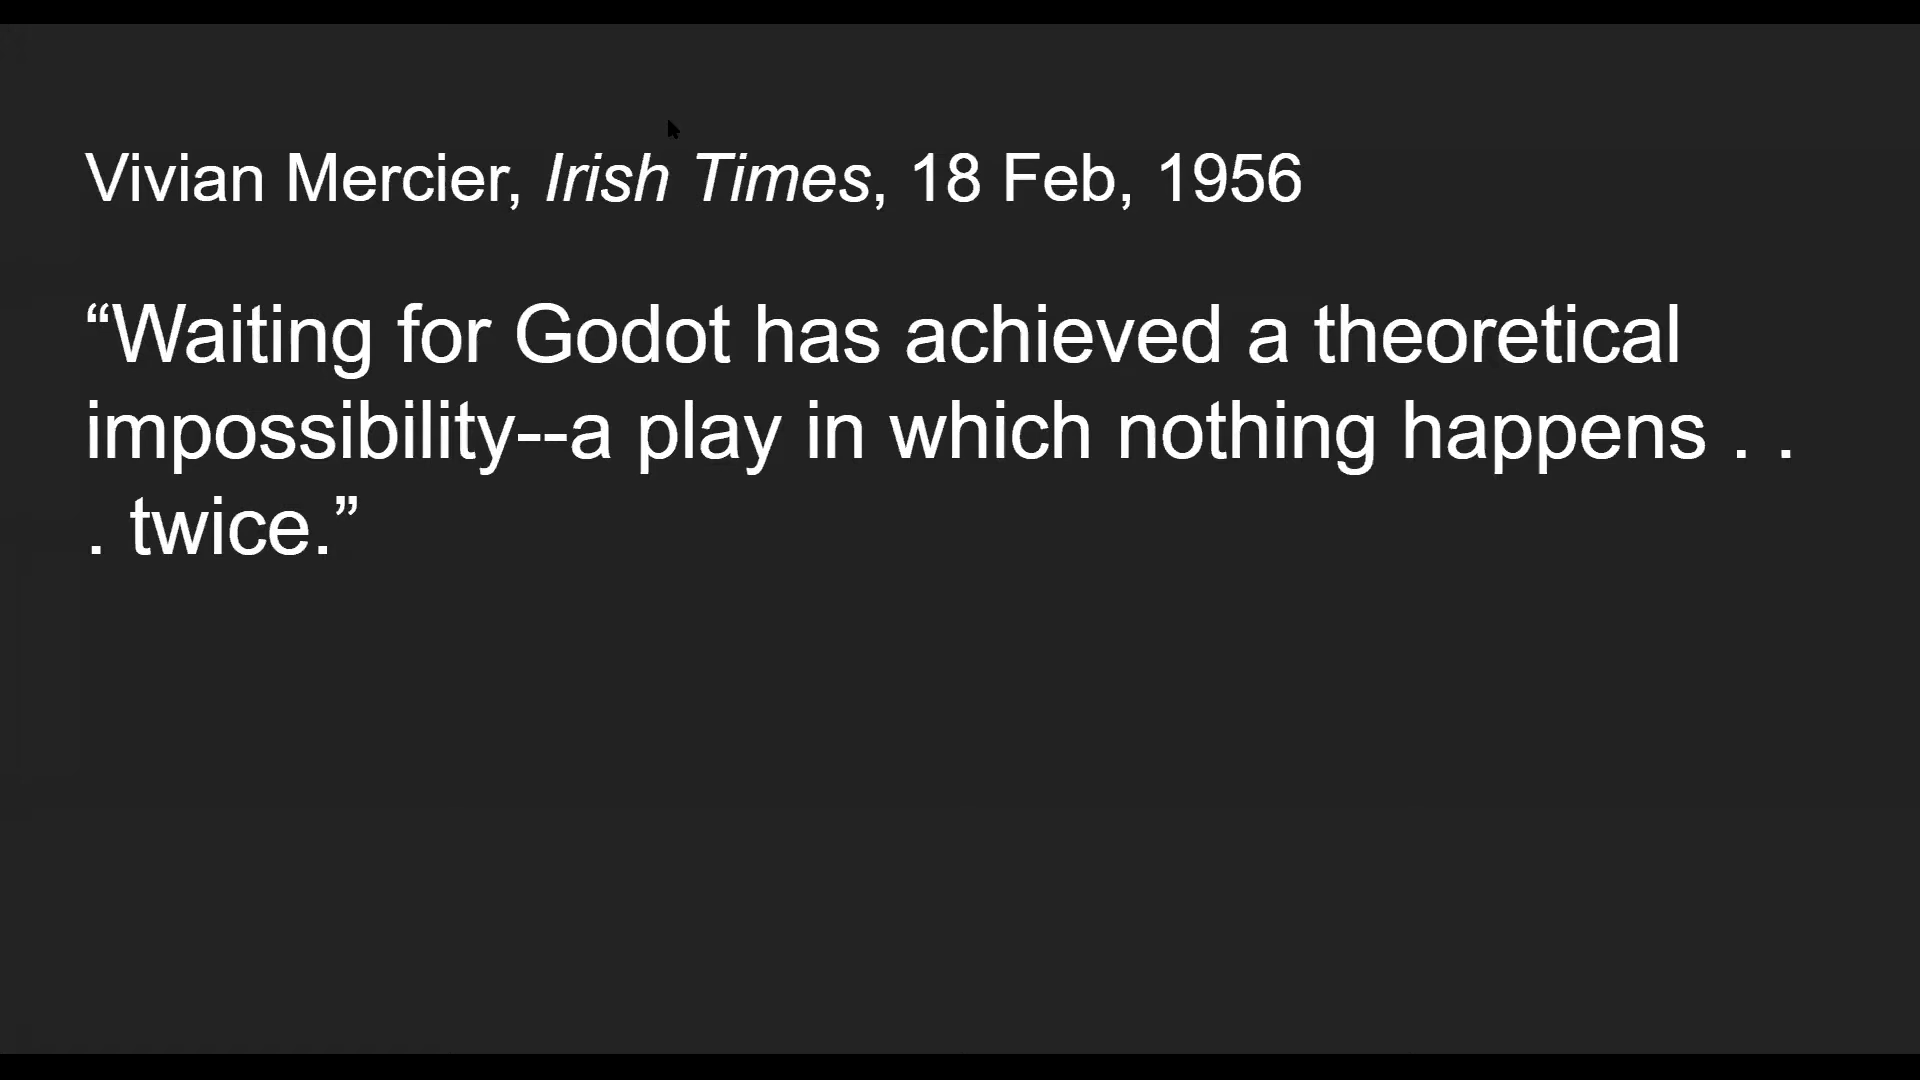 Vivian Mercier, Irish Times, 18 Feb, 1956
“Waiting for Godot has achieved a theoretical
impossibility--a play in which nothing happens . .
. twice.”